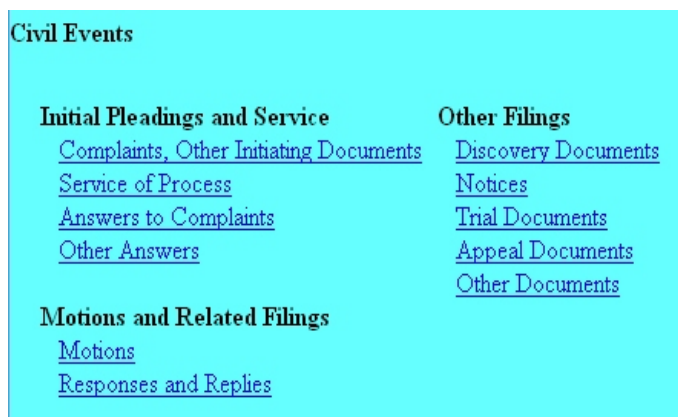 Civil Events
Initial Pleadings and Service
Complaints, Other Initiating Documents
Service of Process
Answers to Complaints
Other Answers
Motions and Related Filings
Motions
Responses and Replies
Other Filings
Discovery Documents
Notices
Trial Documents
Appeal Documents
Other Documents